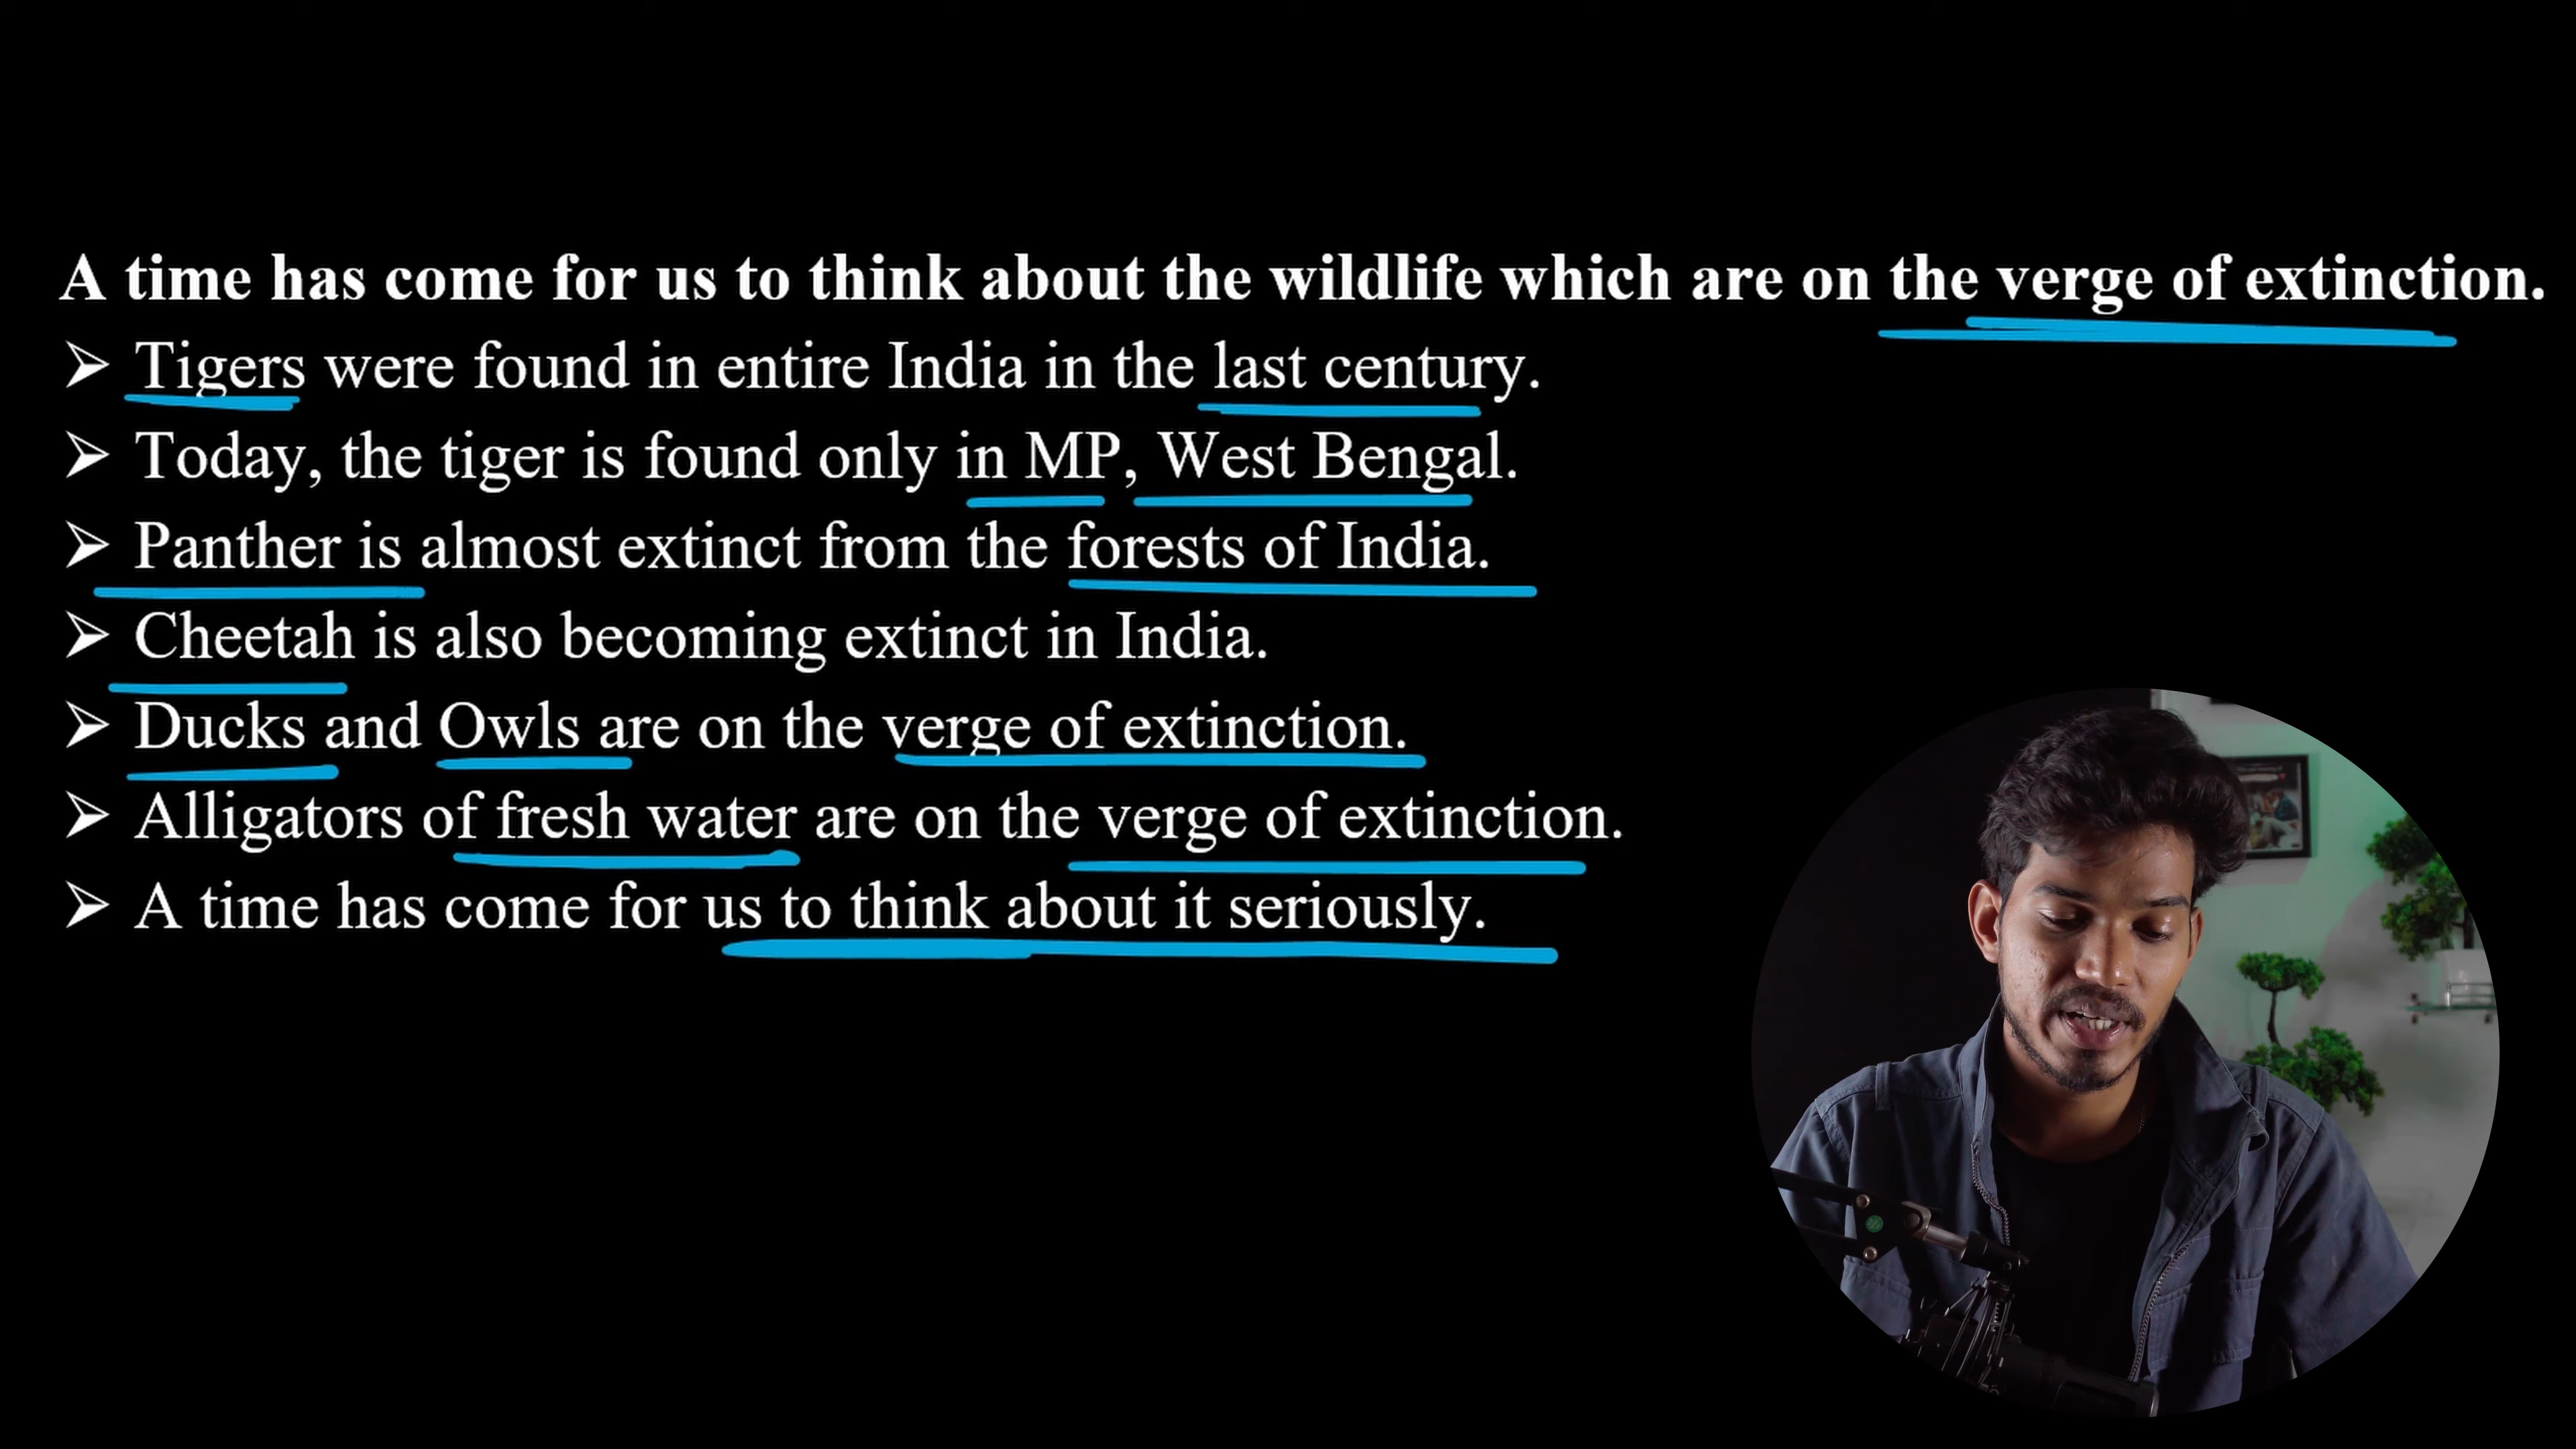 A time has come for us to think about the wildlife which are on the verge of extinction.
➢ Tigers were found in entire India in the last century.
➢ Today, the tiger is found only in MP, West Bengal.
➢ Panther is almost extinct from the forests of India.
➢ Cheetah is also becoming extinct in India.
➢ Ducks and Owls are on the verge of extinction.
➢ Alligators of fresh water are on the verge of extinction.
➢ A time has come for us to think about it seriously.